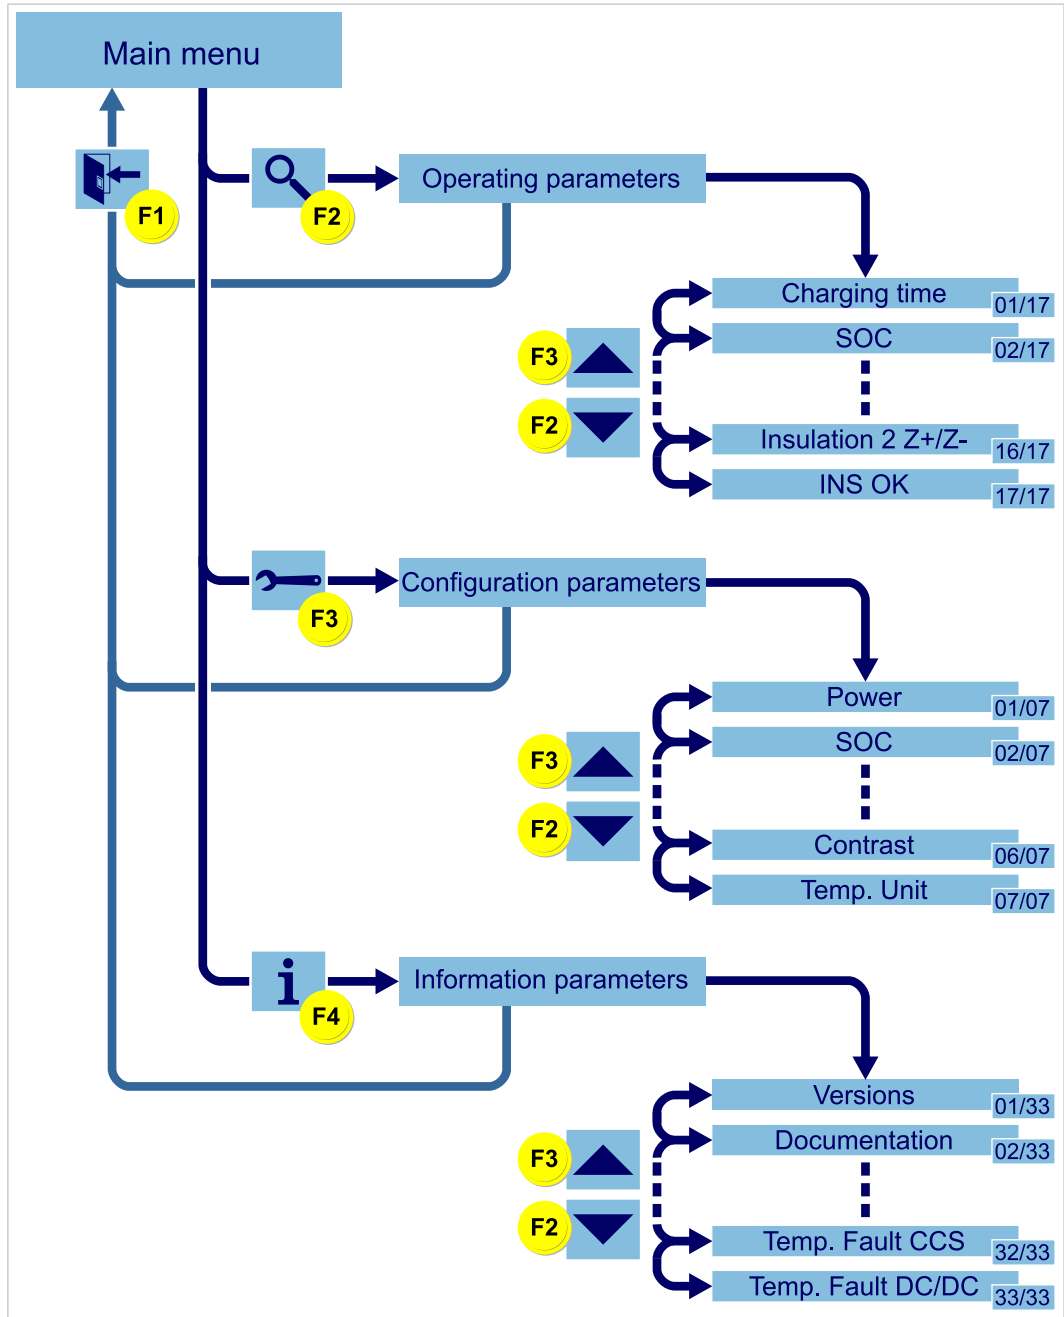 Main menu
F1
F2
Operating parameters
Charging time
01/17
SOC
02/17
F3
F2
Insulation 2 Z+/Z-
16/17
INS OK
17/17
F3
Configuration parameters
Power
01/07
SOC
02/07
F3
F2
Contrast
06/07
Temp. Unit
07/07
i
F4
Information parameters
Versions
01/33
Documentation
02/33
F3
F2
Temp. Fault CCS
32/33
Temp. Fault DC/DC
33/33